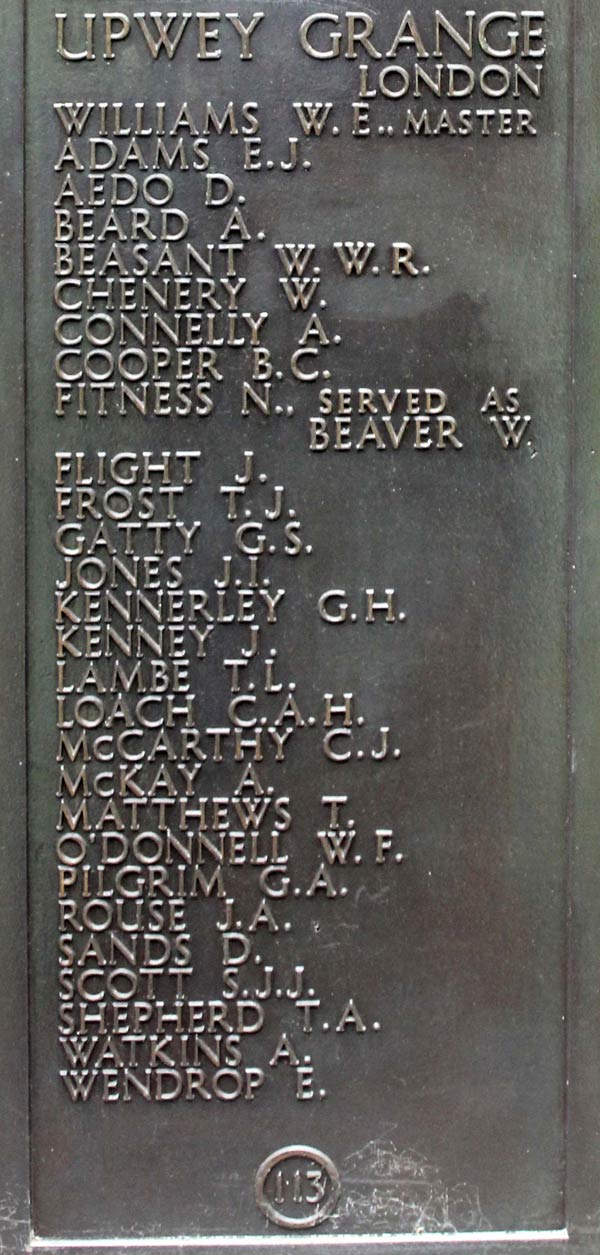 UPWEY GRANGE
LONDON
WILLIAMS W.E., MASTER
ADAMS E.J.
AEDO D.
BEARD A.
BEASANT W.W.R.
CHENERY W.
CONNELLY A.
COOPER B.C.
FITNESS N., SERVED AS
BEAVER W.
FLIGHT J.
FROST T.J.
GATTY G.S.
JONES J.I.
KENNERLEY G.H.
KENNEY J.
LAMBE T.L.
LOACH C.A.H.
McCARTHY C.J.
McKAY A.
MATTHEWS T.
O'DONNELL W.F.
PILGRIM G.A.
ROUSE J.A.
SANDS D.
SCOTT S.J.J.
SHEPHERD T.A.
WATKINS A.
WENDROP E.
113